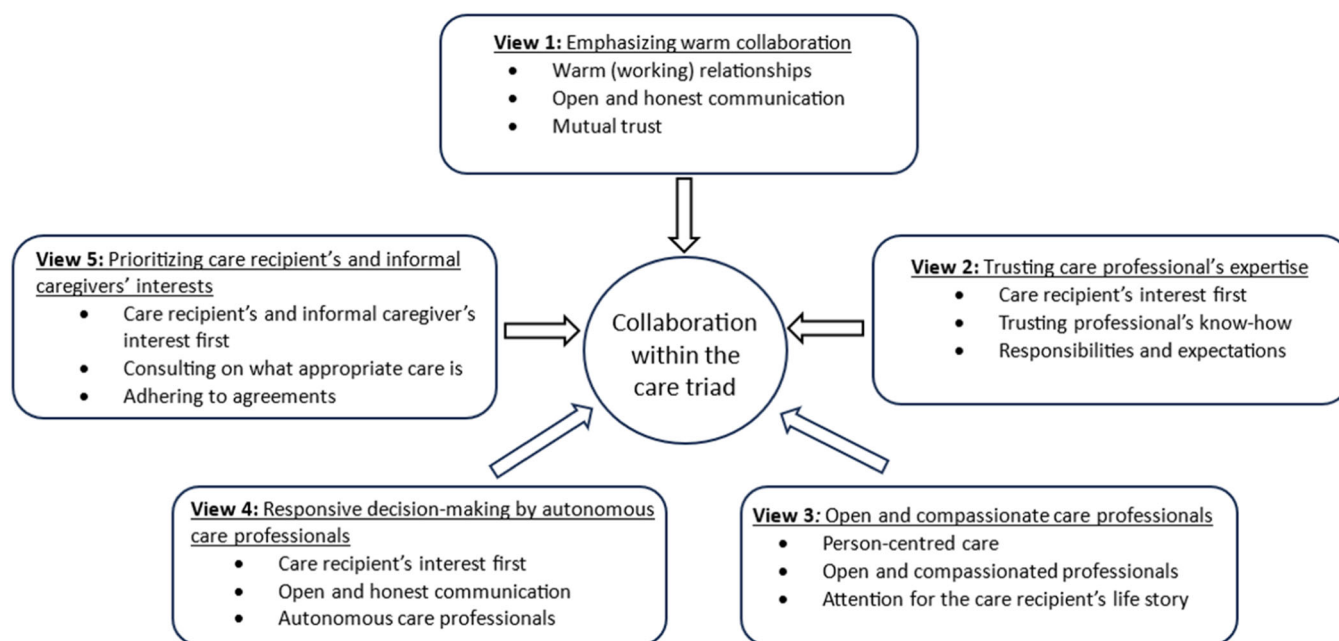 View 1: Emphasizing warm collaboration
• Warm (working) relationships
• Open and honest communication
• Mutual trust
View 5: Prioritizing care recipient's and informal
caregivers' interests
• Care recipient's and informal caregiver's
interest first
• Consulting on what appropriate care is
• Adhering to agreements
Collaboration
within the
care triad
View 2: Trusting care professional's expertise
• Care recipient's interest first
• Trusting professional's know-how
• Responsibilities and expectations
View 4: Responsive decision-making by autonomous
care professionals
• Care recipient's interest first
• Open and honest communication
• Autonomous care professionals
View 3: Open and compassionate care professionals
• Person-centred care
• Open and compassionated professionals
• Attention for the care recipient's life story